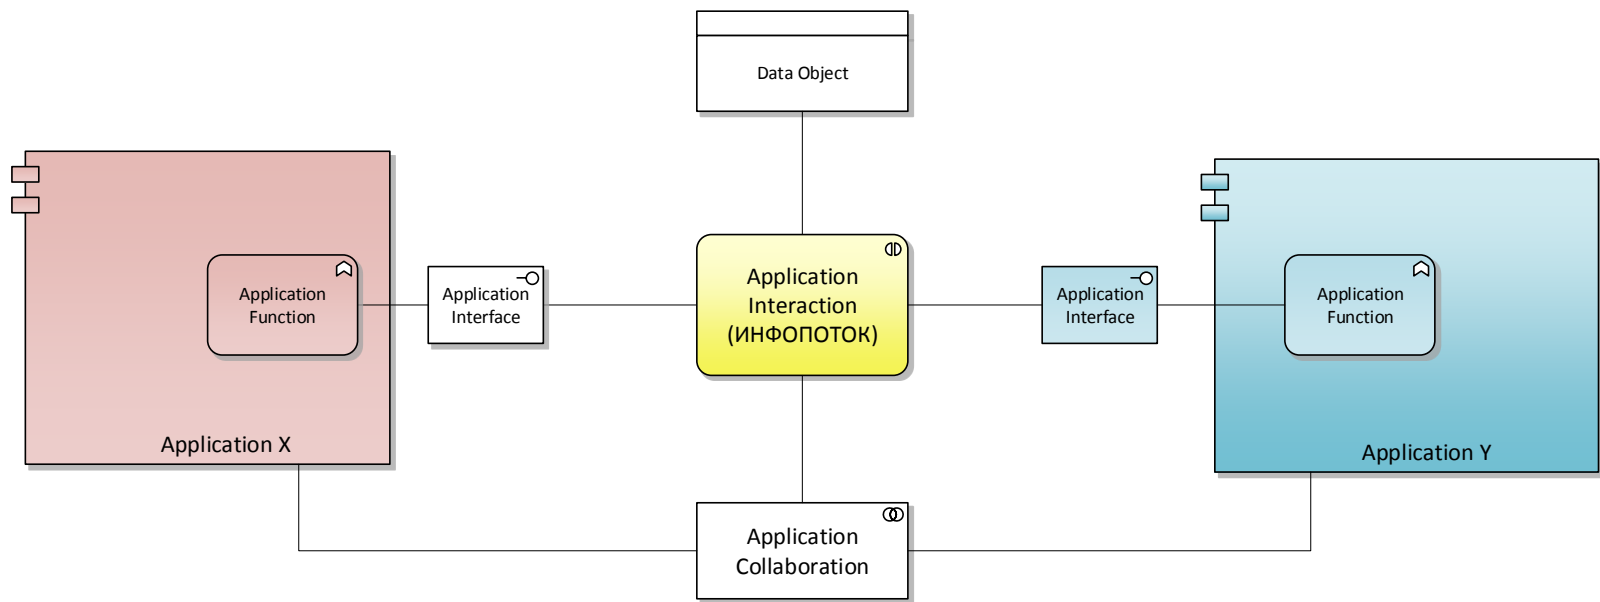 Data Object
Application
Function
Application
Interface
Application
Interaction
(ИНФОПОТОК)
Application
Interface
Application
Function
Application X
Application Y
Application
Collaboration